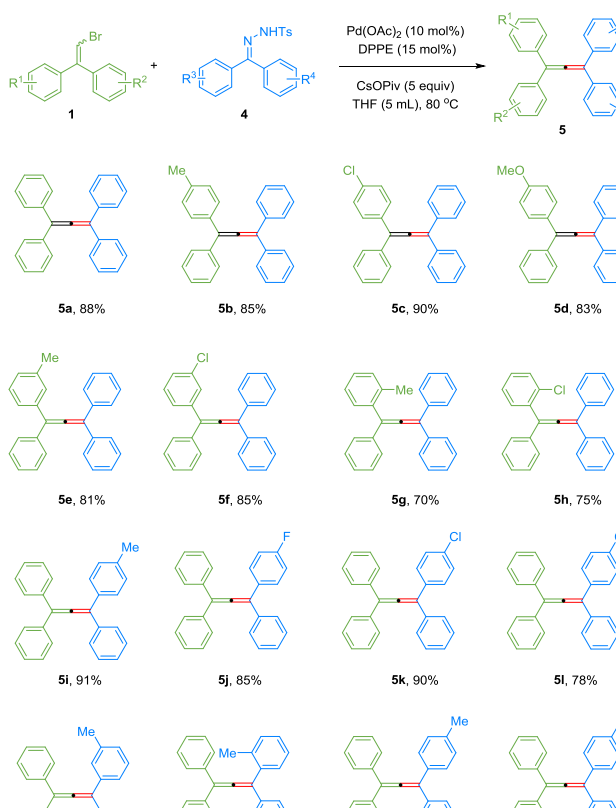 Br
R1
R2
1
+
N
NHTs
R3
R4
4
Pd(OAc)2 (10 mol%)
DPPE (15 mol%)
CsOPiv (5 equiv)
THF (5 mL), 80 oC
R1
R2
5
Me
Cl
MeO
5a, 88%
5b, 85%
5c, 90%
5d, 83%
Me
Cl
Me
Cl
5e, 81%
5f, 85%
5g, 70%
5h, 75%
Me
F
Cl
5i, 91%
5j, 85%
5k, 90%
5l, 78%
Me
Me
Me